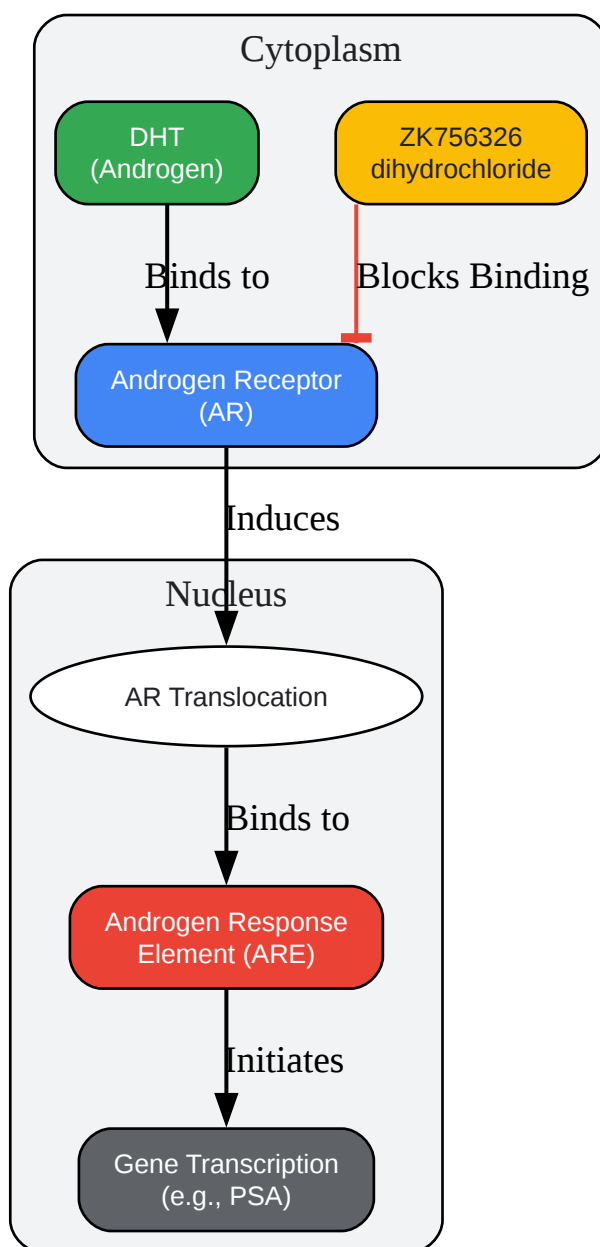 Cytoplasm
DHT
(Androgen)
ZK756326
dihydrochloride
Binds to
Blocks Binding
Androgen Receptor
(AR)
Induces
Nucleus
AR Translocation
Binds to
Androgen Response
Element (ARE)
Initiates
Gene Transcription
(e.g., PSA)